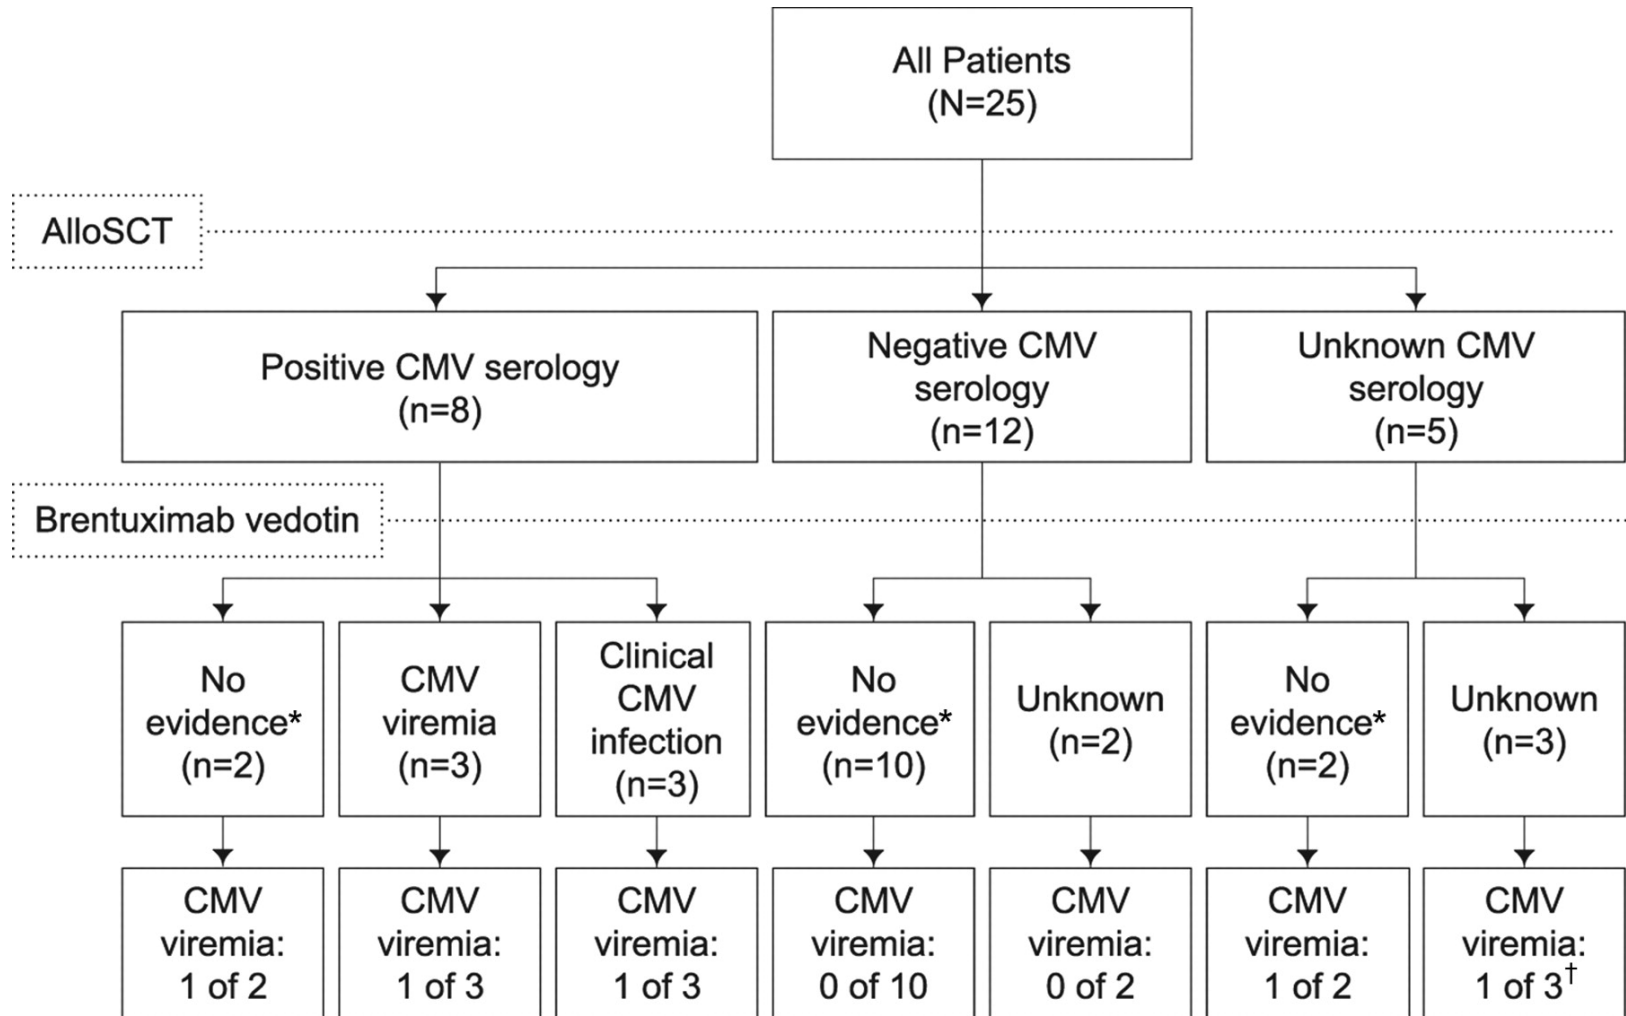 All Patients
(N=25)
AlloSCT
Positive CMV serology
(n=8)
Negative CMV
serology
(n=12)
Unknown CMV
serology
(n=5)
Brentuximab vedotin
No
evidence*
(n=2)
CMV
viremia
(n=3)
Clinical
CMV
infection
(n=3)
No
evidence*
(n=10)
Unknown
(n=2)
No
evidence*
(n=2)
Unknown
(n=3)
CMV
viremia:
1 of 2
CMV
viremia:
1 of 3
CMV
viremia:
1 of 3
CMV
viremia:
0 of 10
CMV
viremia:
0 of 2
CMV
viremia:
1 of 2
CMV
viremia:
1 of 3†